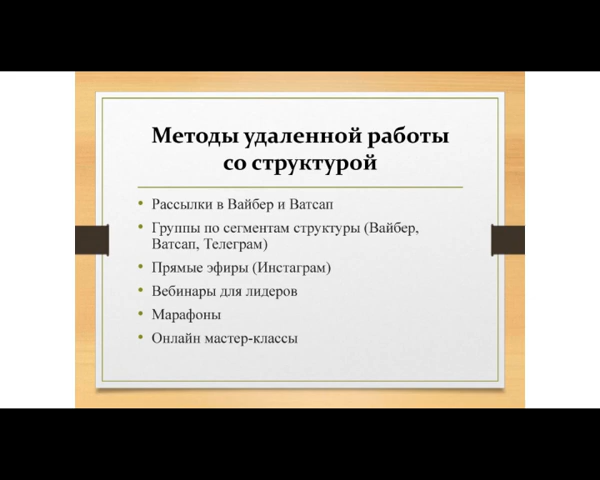 Методы удаленной работы
со структурой
• Рассылки в Вайбер и Ватсап
• Группы по сегментам структуры (Вайбер,
Ватсап, Телеграм)
• Прямые эфиры (Инстаграм)
• Вебинары для лидеров
• Марафоны
• Онлайн мастер-классы